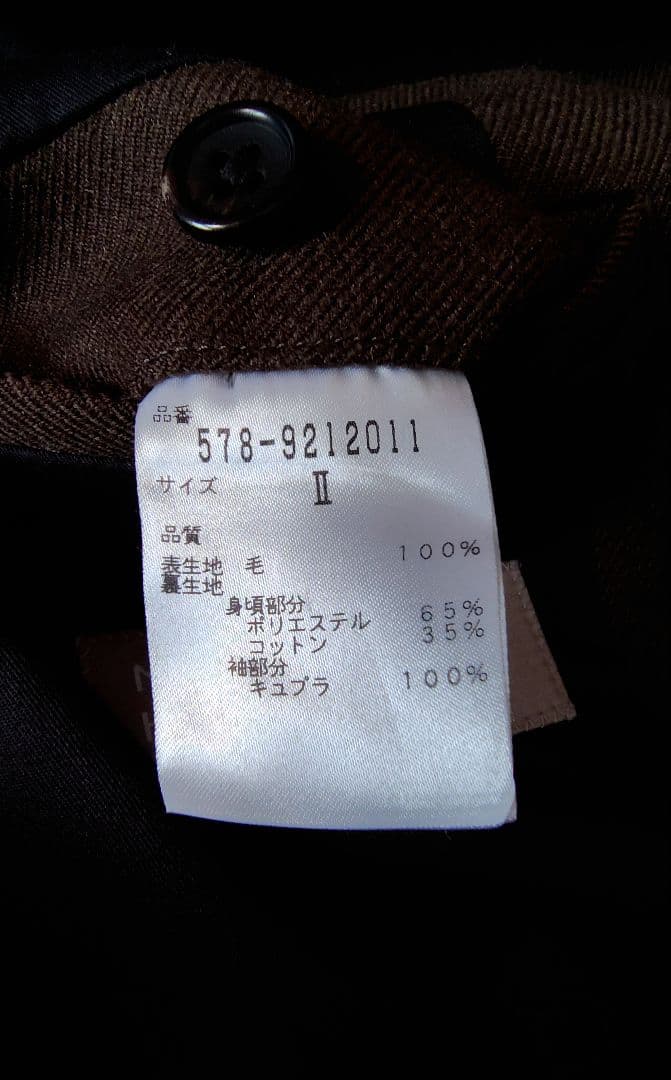 品番
578-9212011
サイズ II
品質
表生地 毛 100%
裏生地
身頃部分
ポリエステル 65%
コットン 35%
袖部分
キュプラ 100%